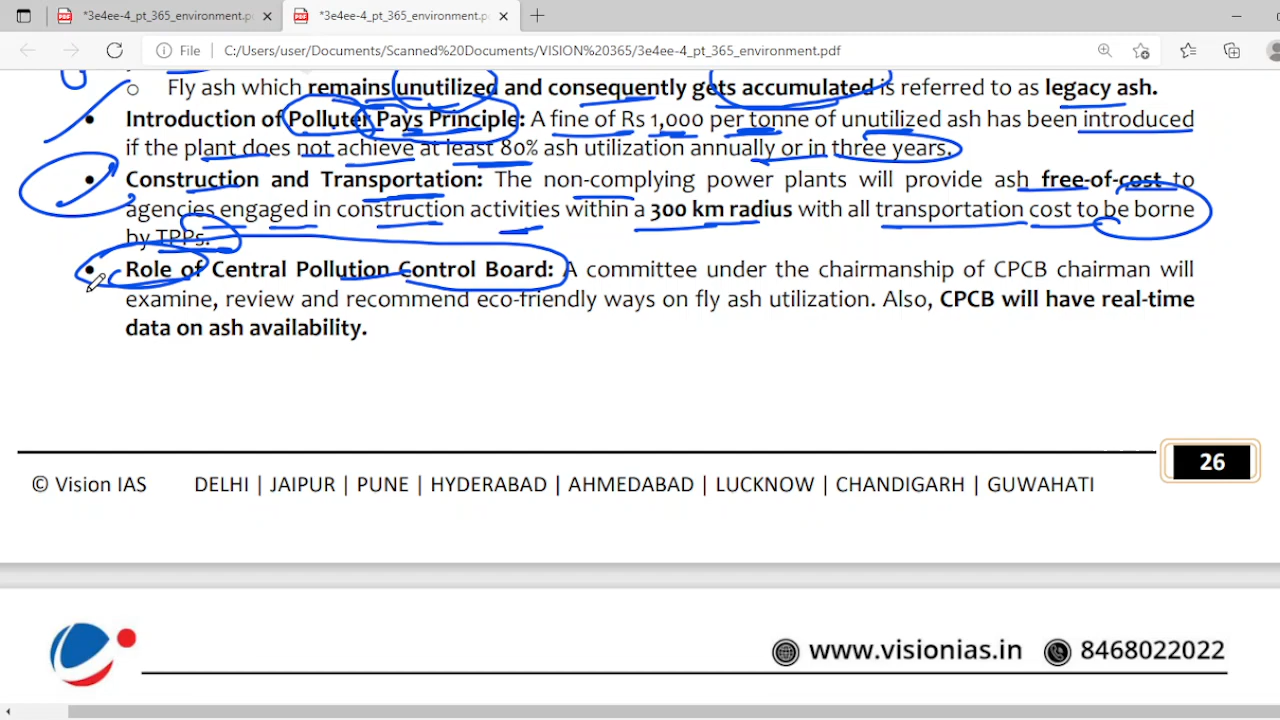 *3e4ee-4_pt_365_environment.p
*3e4ee-4_pt_365_environment.p
File
C:/Users/user/Documents/Scanned%20Documents/VISION%20365/3e4ee-4_pt_365_environment.pdf
o Fly ash which remains unutilized and consequently gets accumulated is referred to as legacy ash.
• Introduction of Polluter Pays Principle: A fine of Rs 1,000 per tonne of unutilized ash has been introduced
if the plant does not achieve at least 80% ash utilization annually or in three years.
• Construction and Transportation: The non-complying power plants will provide ash free-of-cost to
agencies engaged in construction activities within a 300 km radius with all transportation cost to be borne
by TPPs.
• Role of Central Pollution Control Board: A committee under the chairmanship of CPCB chairman will
examine, review and recommend eco-friendly ways on fly ash utilization. Also, CPCB will have real-time
data on ash availability.
26
© Vision IAS DELHI | JAIPUR | PUNE | HYDERABAD | AHMEDABAD | LUCKNOW | CHANDIGARH | GUWAHATI
www.visionias.in 8468022022